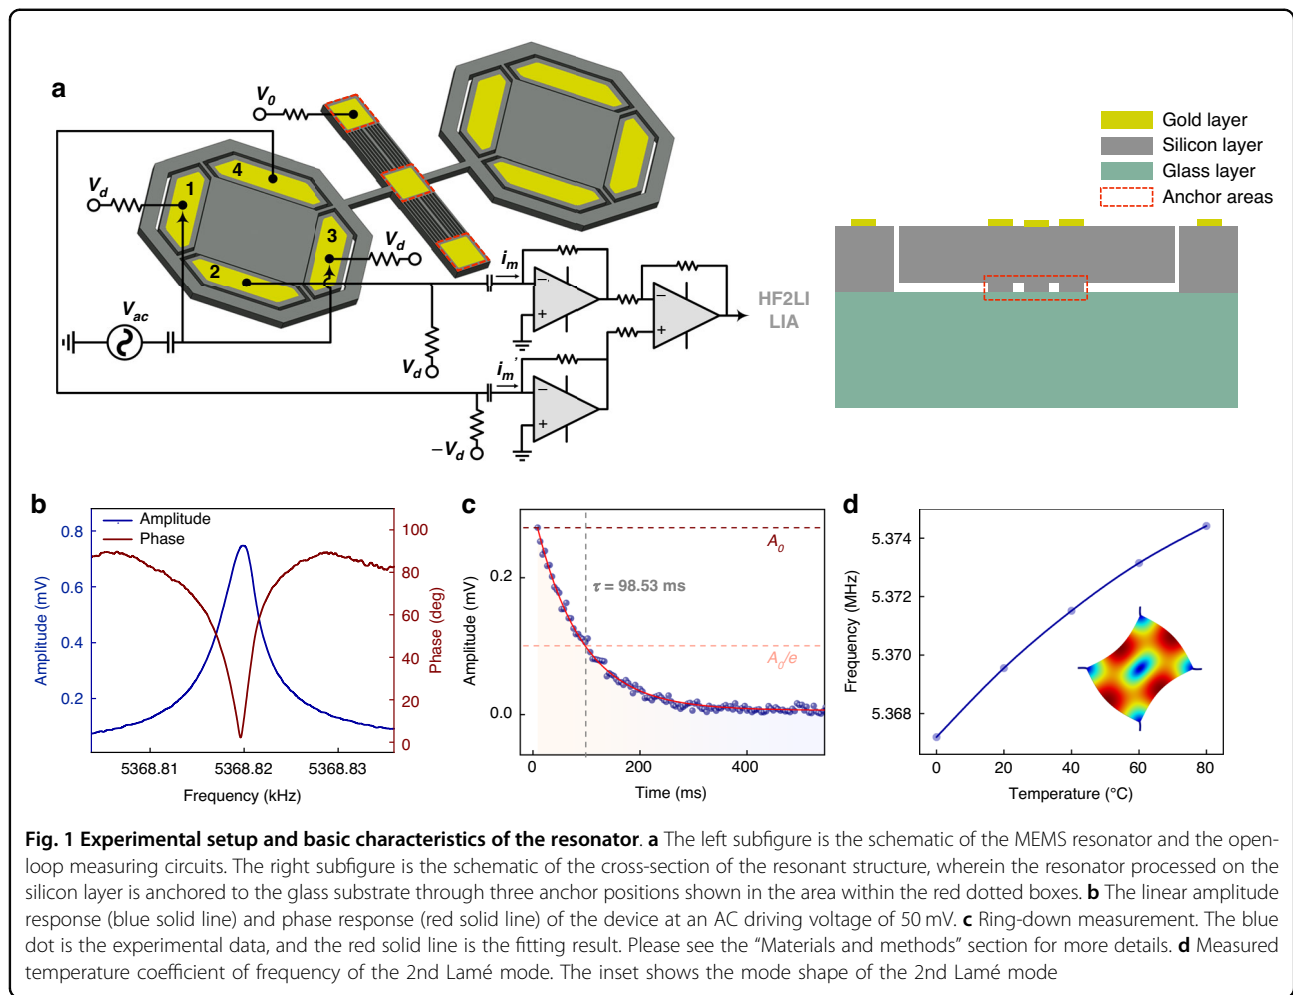 a
V0
Vd
1
4
3
2
Vd
Vac
im
Vd
im'
−Vd
−
+
−
+
−
+
HF2LI
LIA
Gold layer
Silicon layer
Glass layer
Anchor areas
b
Amplitude
Phase
0.8
0.6
0.4
0.2
Amplitude (mV)
100
80
60
40
20
0
Phase (deg)
5368.81
5368.82
5368.83
Frequency (kHz)
c
A0
τ = 98.53 ms
A0/e
0.2
0.0
Amplitude (mV)
0
200
400
Time (ms)
d
5.374
5.372
5.370
5.368
Frequency (MHz)
0
20
40
60
80
Temperature (°C)
Fig. 1 Experimental setup and basic characteristics of the resonator. a The left subfigure is the schematic of the MEMS resonator and the open-
loop measuring circuits. The right subfigure is the schematic of the cross-section of the resonant structure, wherein the resonator processed on the
silicon layer is anchored to the glass substrate through three anchor positions shown in the area within the red dotted boxes. b The linear amplitude
response (blue solid line) and phase response (red solid line) of the device at an AC driving voltage of 50 mV. c Ring-down measurement. The blue
dot is the experimental data, and the red solid line is the fitting result. Please see the “Materials and methods” section for more details. d Measured
temperature coefficient of frequency of the 2nd Lamé mode. The inset shows the mode shape of the 2nd Lamé mode